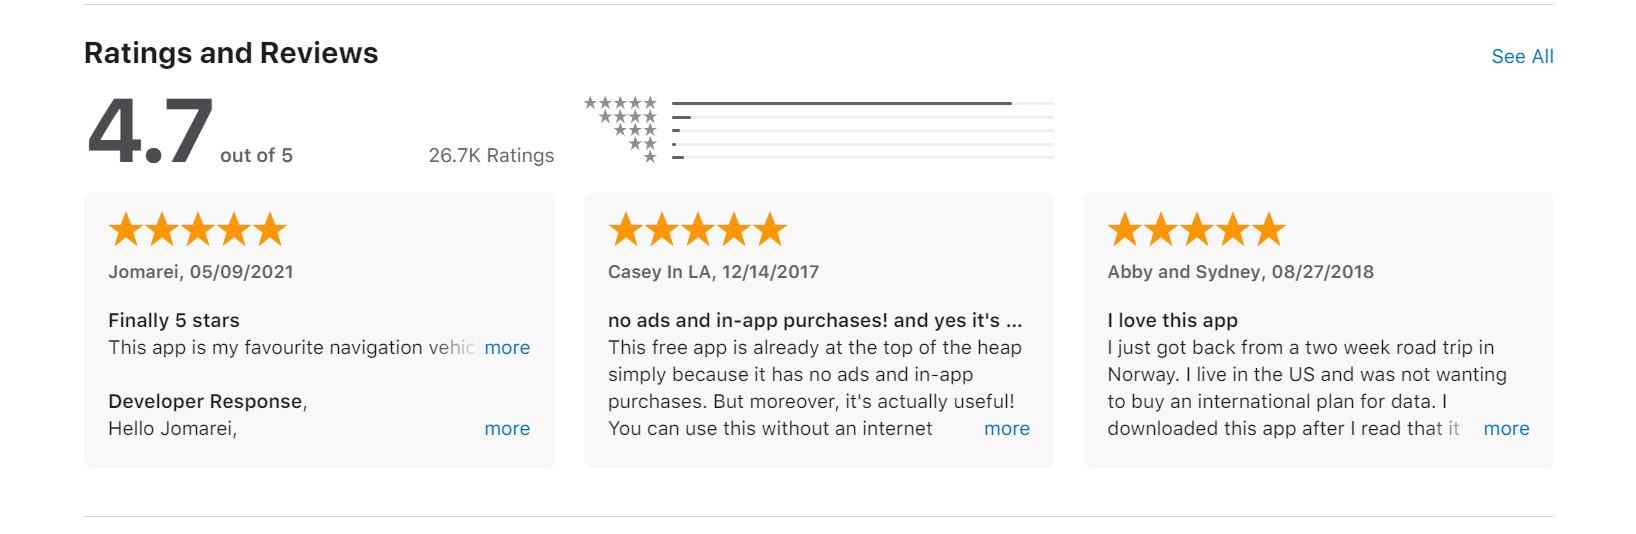 Ratings and Reviews
See All
4.7 out of 5
26.7K Ratings
Jomarei, 05/09/2021
Finally 5 stars
This app is my favourite navigation vehic more
Developer Response,
Hello Jomarei,
more
Casey In LA, 12/14/2017
no ads and in-app purchases! and yes it's ...
This free app is already at the top of the heap
simply because it has no ads and in-app
purchases. But moreover, it's actually useful!
You can use this without an internet more
Abby and Sydney, 08/27/2018
I love this app
I just got back from a two week road trip in
Norway. I live in the US and was not wanting
to buy an international plan for data. I
downloaded this app after I read that it more